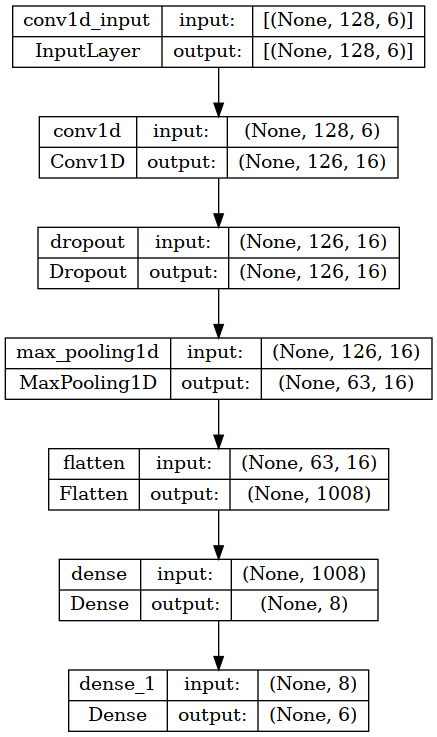 conv1d_input input: [(None, 128, 6)]
InputLayer output: [(None, 128, 6)]
conv1d input: (None, 128, 6)
Conv1D output: (None, 126, 16)
dropout input: (None, 126, 16)
Dropout output: (None, 126, 16)
max_pooling1d input: (None, 126, 16)
MaxPooling1D output: (None, 63, 16)
flatten input: (None, 63, 16)
Flatten output: (None, 1008)
dense input: (None, 1008)
Dense output: (None, 8)
dense_1 input: (None, 8)
Dense output: (None, 6)